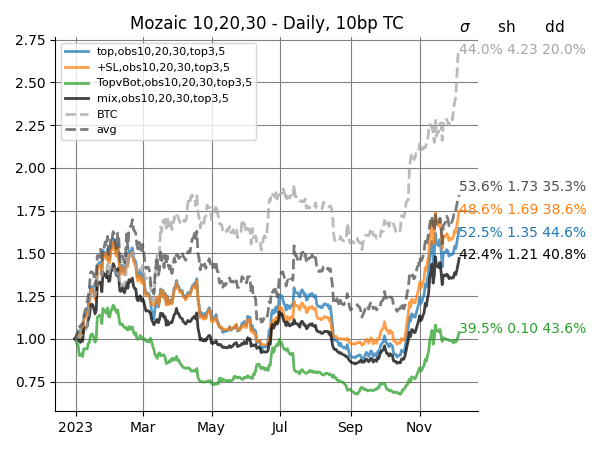 Mozaic 10,20,30 - Daily, 10bp TC
σ sh dd
2.75
2.50
2.25
2.00
1.75
1.50
1.25
1.00
0.75
top,obs10,20,30,top3,5
+SL,obs10,20,30,top3,5
TopvBot,obs10,20,30,top3,5
mix,obs10,20,30,top3,5
BTC
avg
44.0% 4.23 20.0%
53.6% 1.73 35.3%
48.6% 1.69 38.6%
52.5% 1.35 44.6%
42.4% 1.21 40.8%
39.5% 0.10 43.6%
2023 Mar May Jul Sep Nov